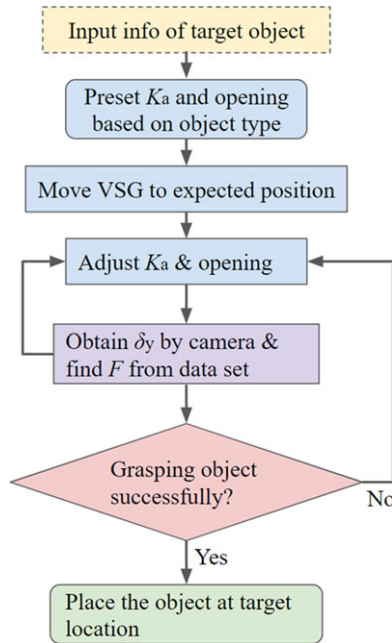 Input info of target object
Preset Ka and opening
based on object type
Move VSG to expected position
Adjust Ka & opening
Obtain δy by camera &
find F from data set
Grasping object
successfully?
No
Yes
Place the object at target
location